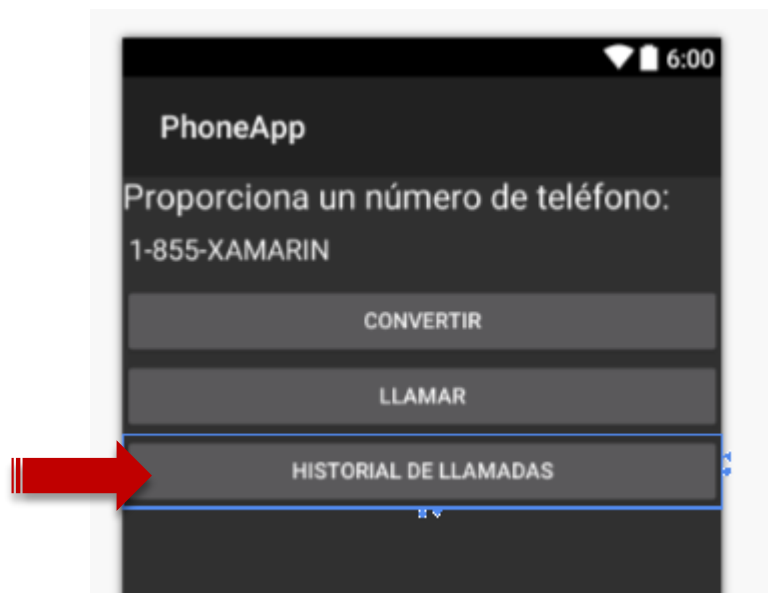 6:00
PhoneApp
Proporciona un número de teléfono:
1-855-XAMARIN
CONVERTIR
LLAMAR
HISTORIAL DE LLAMADAS